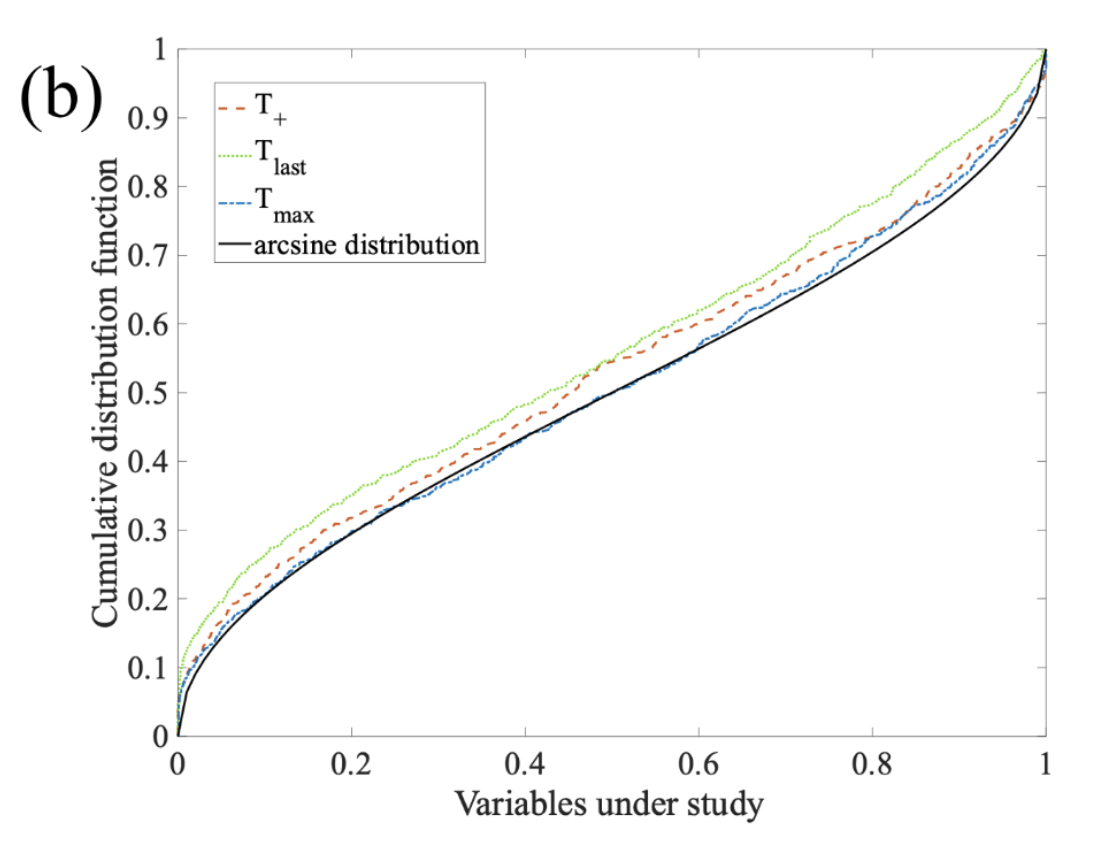 (b)
T+
Tlast
Tmax
arcsine distribution
Cumulative distribution function
1
0.9
0.8
0.7
0.6
0.5
0.4
0.3
0.2
0.1
0
0 0.2 0.4 0.6 0.8 1
Variables under study